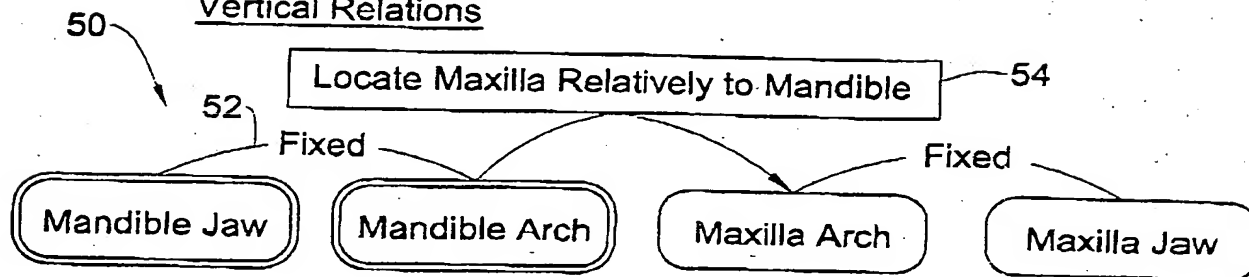 Vertical Relations
50
Locate Maxilla Relatively to Mandible
54
52
Fixed
Fixed
Mandible Jaw
Mandible Arch
Maxilla Arch
Maxilla Jaw